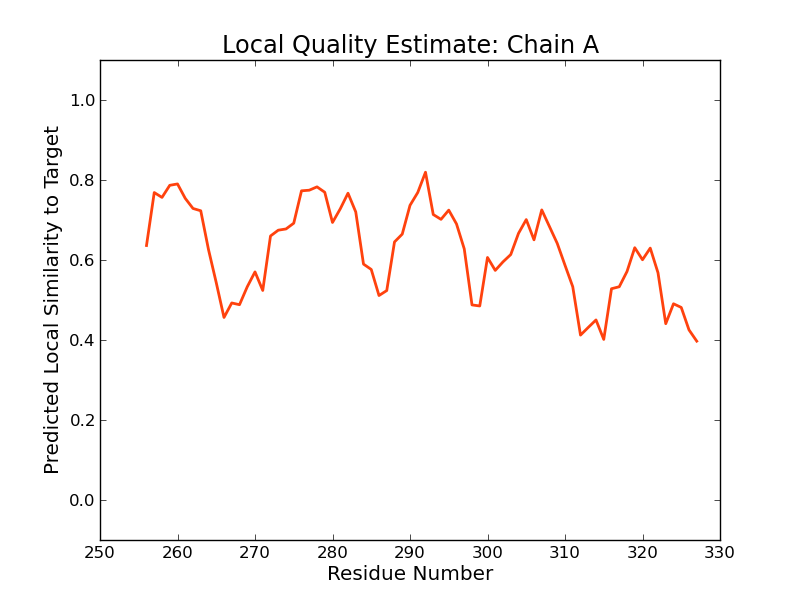 Local Quality Estimate: Chain A
Predicted Local Similarity to Target
1.0
0.8
0.6
0.4
0.2
0.0
250 260 270 280 290 300 310 320 330
Residue Number